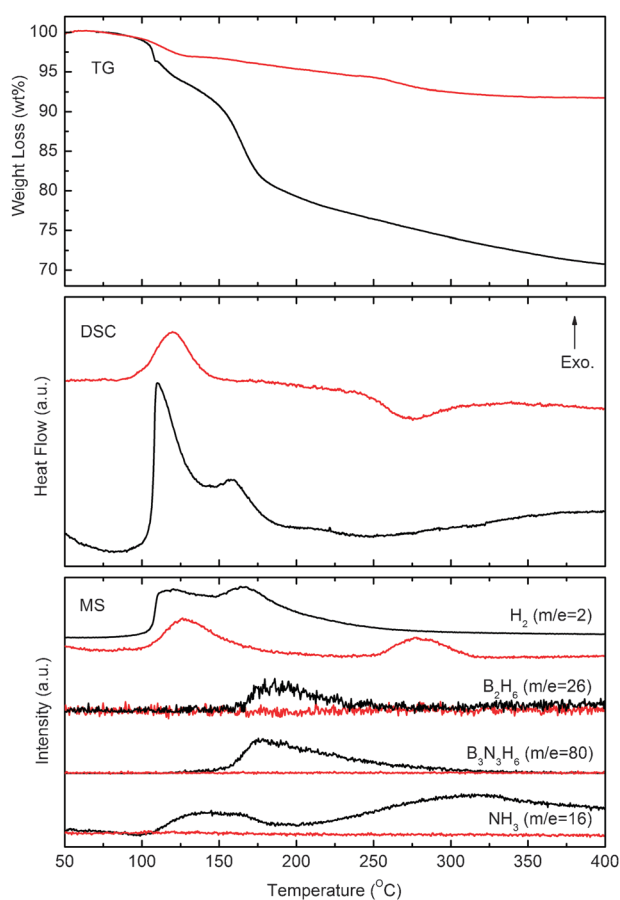 100
95
90
85
80
75
70
Weight Loss (wt%)
TG
DSC
Exo.
Heat Flow (a.u.)
MS
H₂ (m/e=2)
B₂H₆ (m/e=26)
B₃N₃H₆ (m/e=80)
NH₃ (m/e=16)
Intensity (a.u.)
50 100 150 200 250 300 350 400
Temperature (°C)